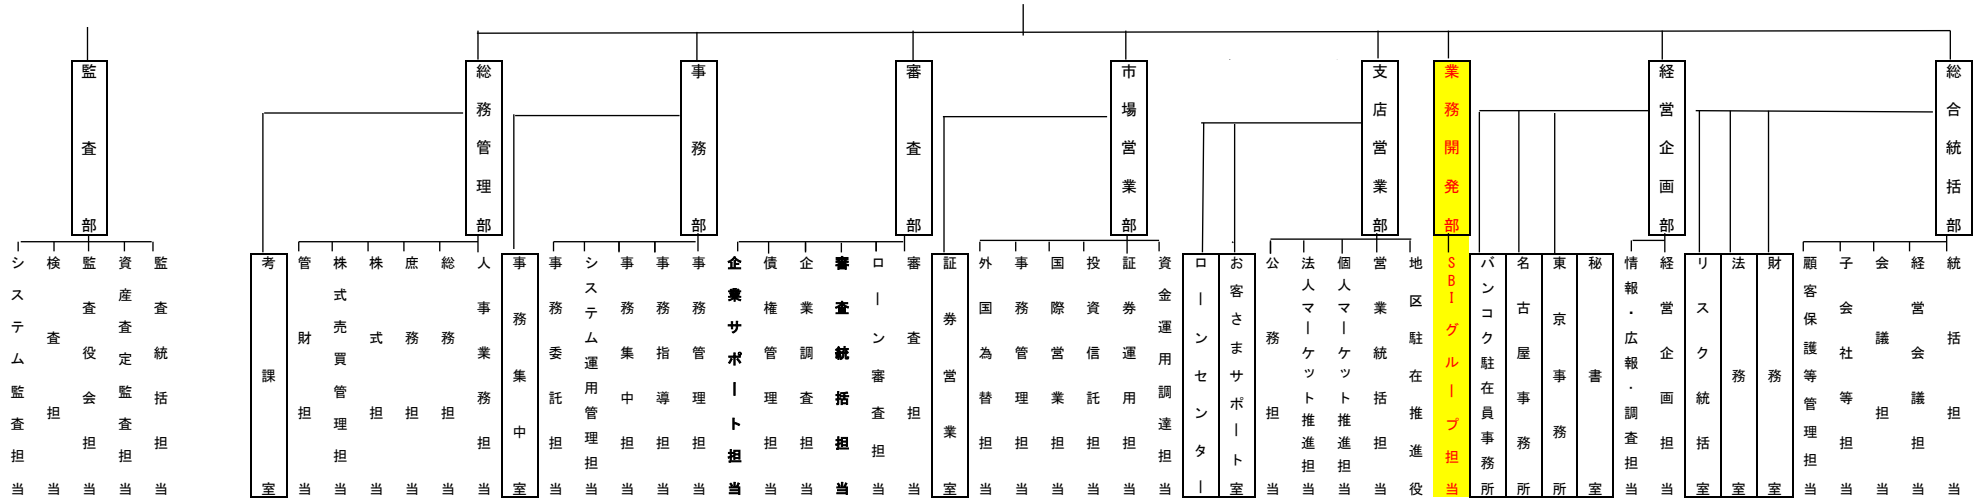 総合統括部
経営企画部
業務開発部
支店営業部
市場営業部
審査部
事務部
総務管理部
監査部
統括担当
経営会議担当
会議担当
子会社等担当
顧客保護等管理担当
財務室
法務室
リスク統括室
経営企画担当
情報・広報・調査担当
秘書室
東京事務所
名古屋事務所
バンコク駐在員事務所
SBIグループ担当
地区駐在推進役
営業統括担当
個人マーケット推進担当
法人マーケット推進担当
公務担当
お客さまサポート室
ローンセンター
資金運用調達担当
証券運用担当
投資信託担当
国際営業担当
事務管理担当
外国為替担当
証券営業室
審査担当
ローン審査担当
審査統括担当
企業調査担当
債権管理担当
企業サポート担当
事務管理担当
事務指導担当
事務集中担当
システム運用管理担当
事務委託担当
事務集中室
人事業務担当
総務担当
庶務担当
株式担当
株式売買管理担当
管財担当
考課室
監査統括担当
資産査定監査担当
監査役会担当
検査担当
システム監査担当